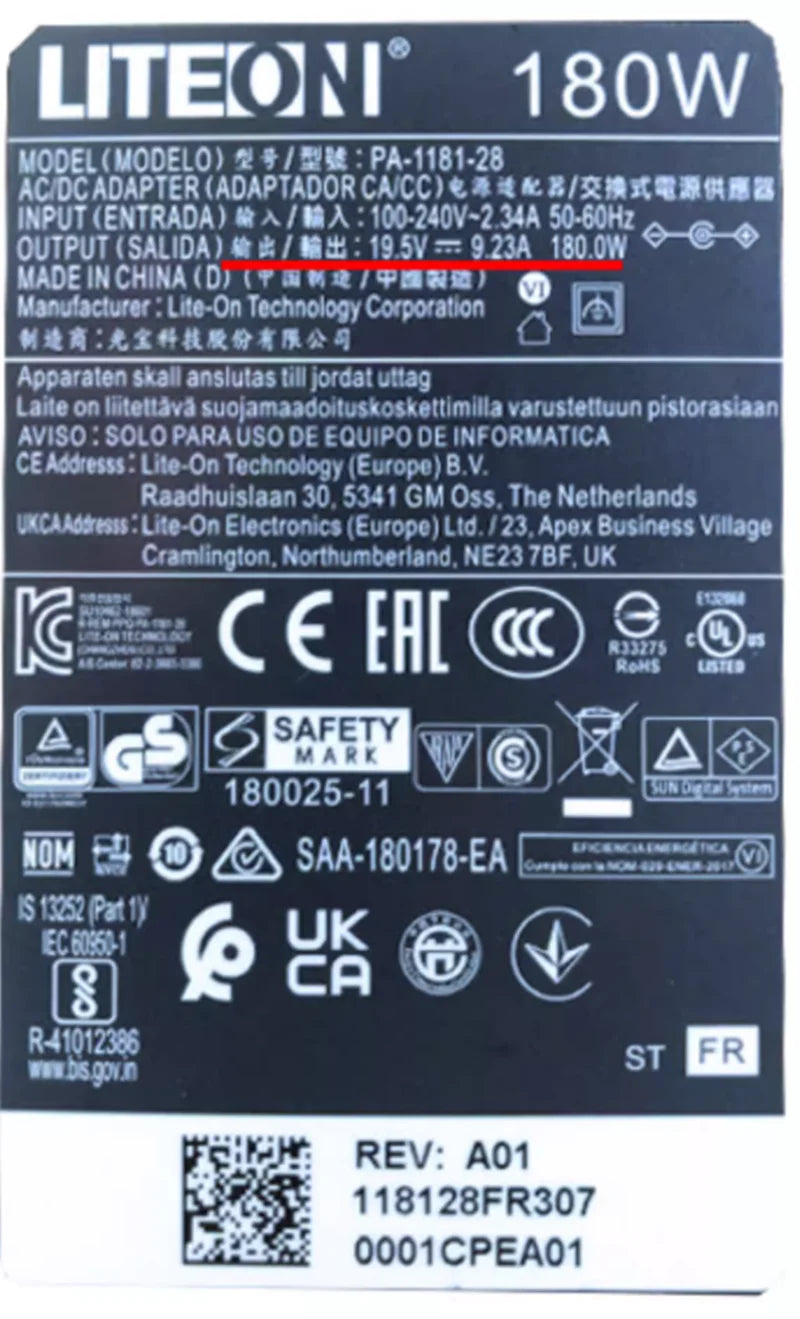 LITEON® 180W
MODEL (MODELO) 型号/型號: PA-1181-28
AC/DC ADAPTER (ADAPTADOR CA/CC) 电源适配器/交換式電源供應器
INPUT (ENTRADA) 输入/輸入: 100-240V~2.34A 50-60Hz
OUTPUT (SALIDA) 输出/輸出: 19.5V⎓9.23A 180.0W
MADE IN CHINA (D) (中国制造/中國製造)
VI
Manufacturer: Lite-On Technology Corporation
制造商:光宝科技股份有限公司
Apparaten skall anslutas till jordat uttag
Laite on liitettävä suojamaadoituskoskettimilla varustettuun pistorasiaan
AVISO: SOLO PARA USO DE EQUIPO DE INFORMATICA
CE Addresss: Lite-On Technology (Europe) B.V.
Raadhuislaan 30, 5341 GM Oss, The Netherlands
UKCA Addresss: Lite-On Electronics (Europe) Ltd. / 23, Apex Business Village
Cramlington, Northumberland, NE23 7BF, UK
LITE-ON TECHNOLOGY
CE EAC CCC
R33275
RoHS
c UL US
LISTED
GS
SAFETY
MARK
180025-11
S
PSE
SUN Digital System
NOM
10
SAA-180178-EA
EFICIENCIA ENERGÉTICA
Cumple con la NOM-029-ENER-2017
VI
IS 13252 (Part 1)/
IEC 60950-1
R-41012386
www.bis.gov.in
UK
CA
ST FR
REV: A01
118128FR307
0001CPEA01